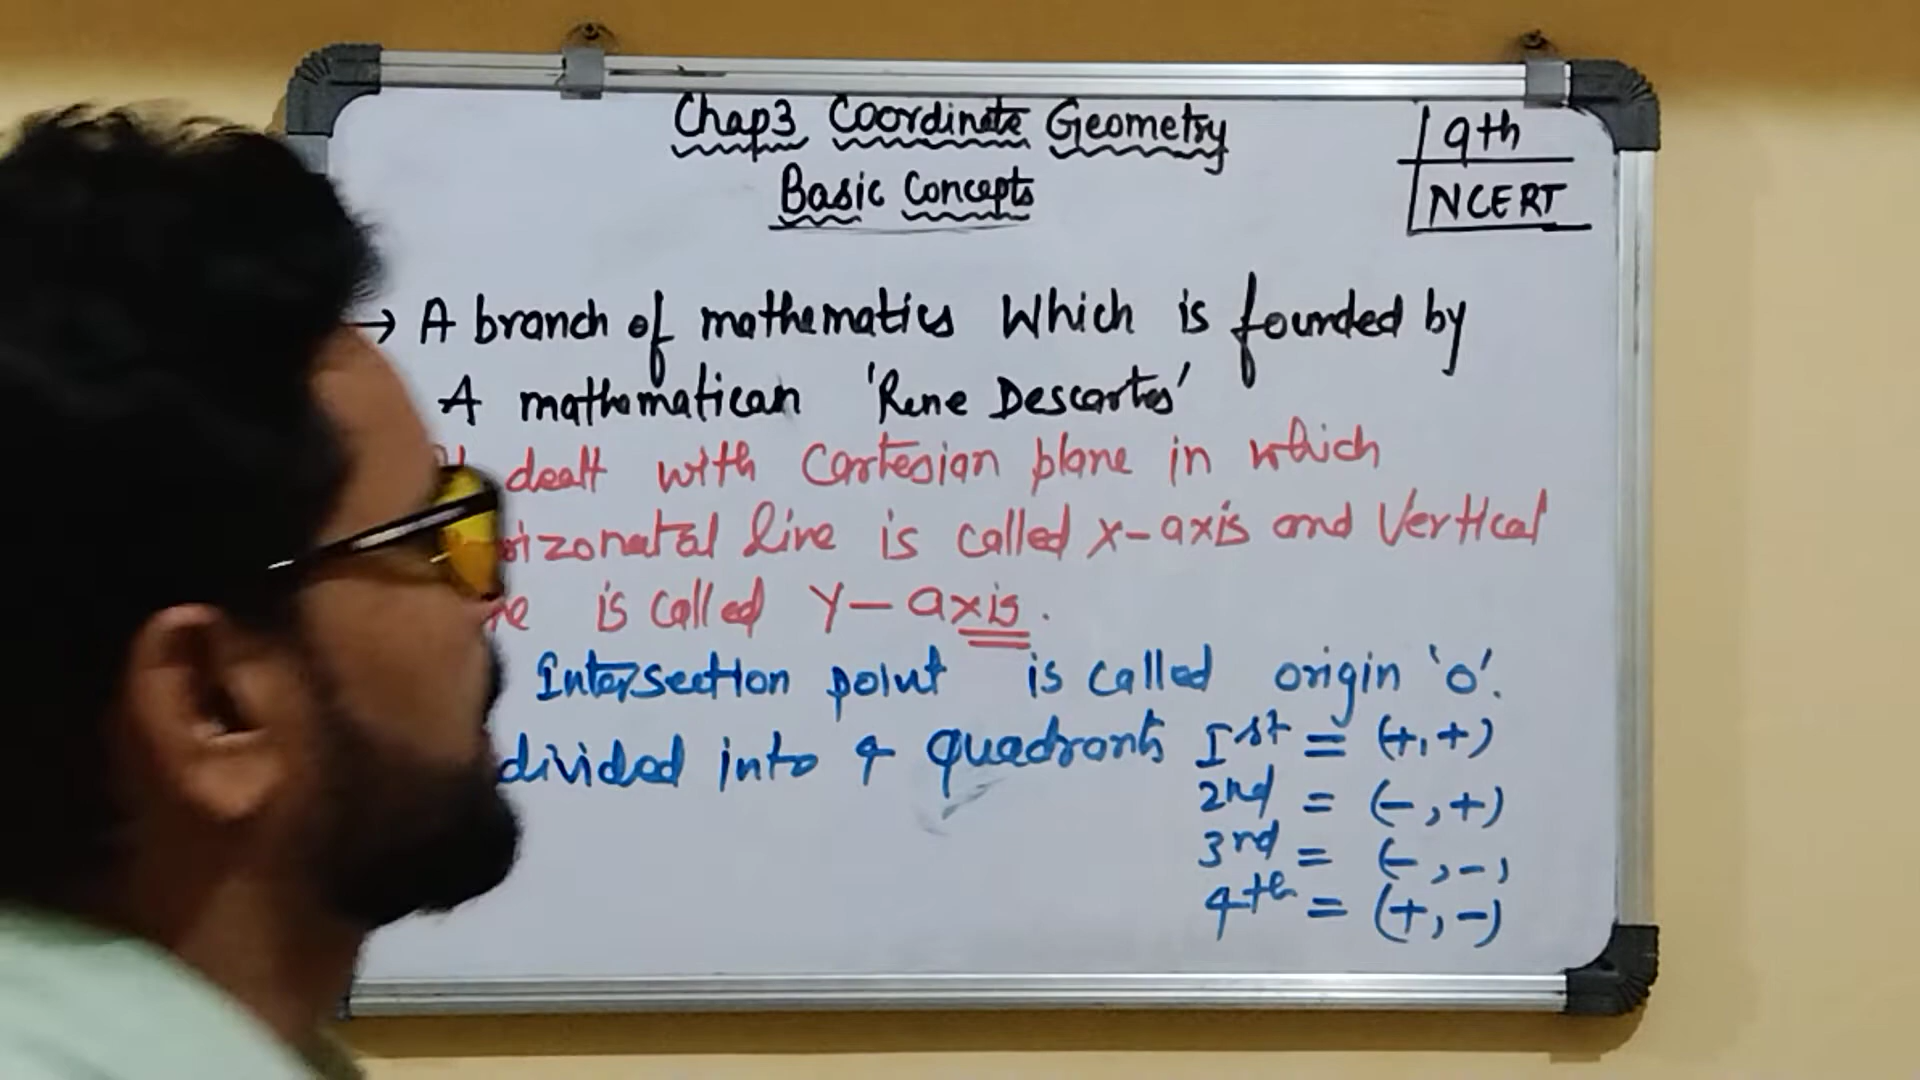 Chap3 Coordinate Geometry
Basic Concepts
9th
NCERT
→ A branch of mathematics Which is founded by
A mathematican 'Rene Descartes'
dealt with Cartesian plane in which
rizonatal line is called x-axis and Vertical
is called Y-axis.
Intersection point is called origin 'o'.
divided into 4 quadrants Ist = (+,+)
2nd = (-,+)
3rd = (-,-,
4th = (+,-)